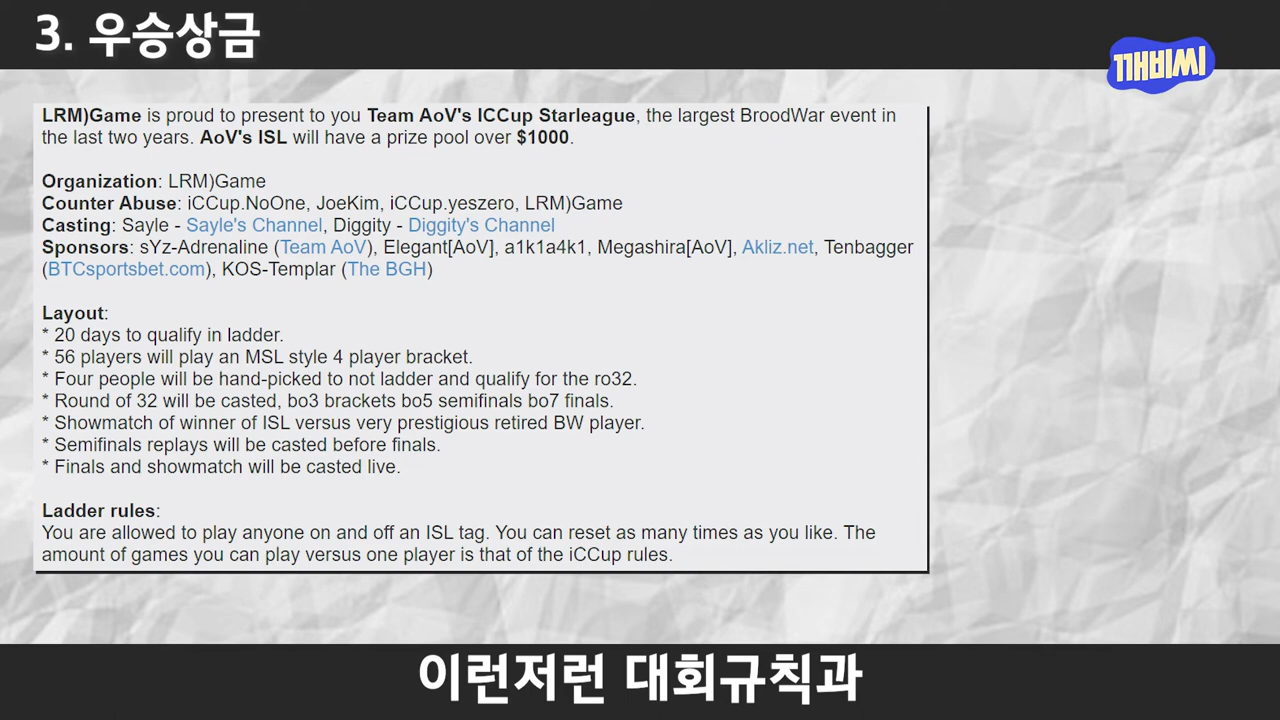 3. 우승상금
개비위
LRM)Game is proud to present to you Team AoV's ICCup Starleague, the largest BroodWar event in
the last two years. AoV's ISL will have a prize pool over $1000.
Organization: LRM)Game
Counter Abuse: iCCup.NoOne, JoeKim, iCCup.yeszero, LRM)Game
Casting: Sayle - Sayle's Channel, Diggity - Diggity's Channel
Sponsors: sYz-Adrenaline (Team AoV), Elegant[AoV], a1k1a4k1, Megashira[AoV], Akliz.net, Tenbagger
(BTCsportsbet.com), KOS-Templar (The BGH)
Layout:
* 20 days to qualify in ladder.
* 56 players will play an MSL style 4 player bracket.
* Four people will be hand-picked to not ladder and qualify for the ro32.
* Round of 32 will be casted, bo3 brackets bo5 semifinals bo7 finals.
* Showmatch of winner of ISL versus very prestigious retired BW player.
* Semifinals replays will be casted before finals.
* Finals and showmatch will be casted live.
Ladder rules:
You are allowed to play anyone on and off an ISL tag. You can reset as many times as you like. The
amount of games you can play versus one player is that of the iCCup rules.
이런저런 대회규칙과